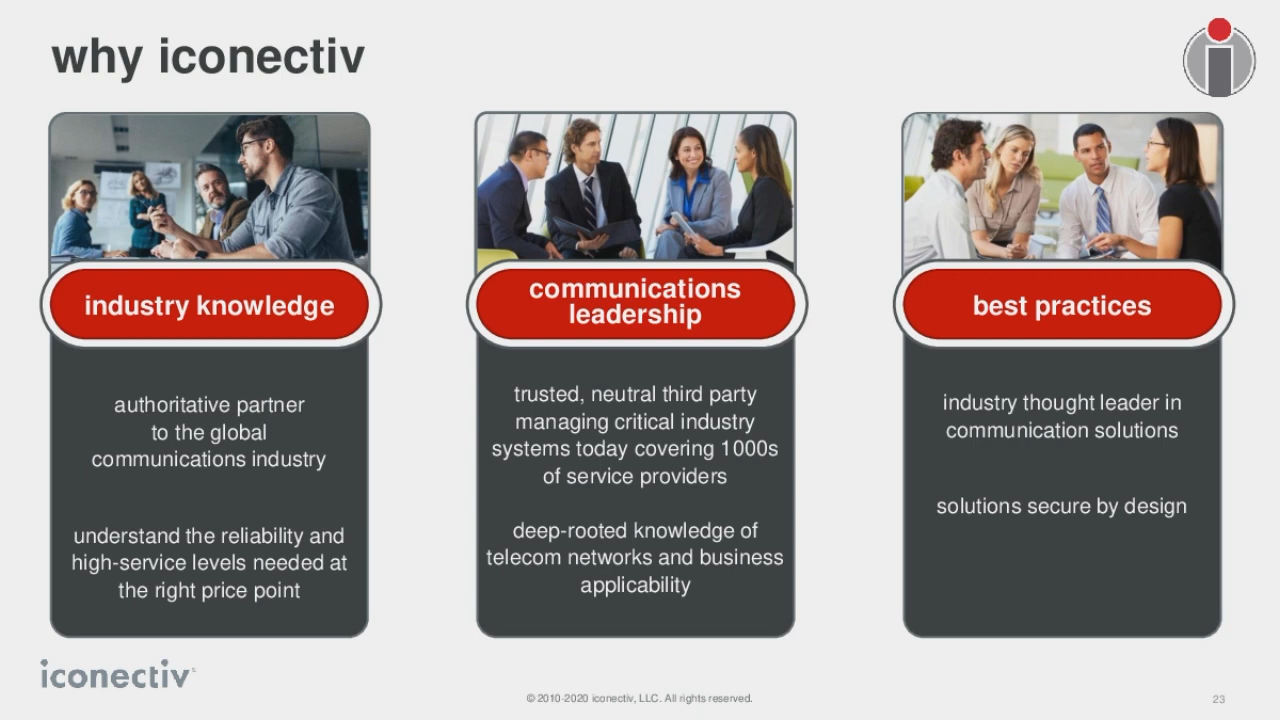 why iconectiv
industry knowledge
authoritative partner
to the global
communications industry
understand the reliability and
high-service levels needed at
the right price point
communications
leadership
trusted, neutral third party
managing critical industry
systems today covering 1000s
of service providers
deep-rooted knowledge of
telecom networks and business
applicability
best practices
industry thought leader in
communication solutions
solutions secure by design
iconectiv
© 2010-2020 iconectiv, LLC. All rights reserved.
23